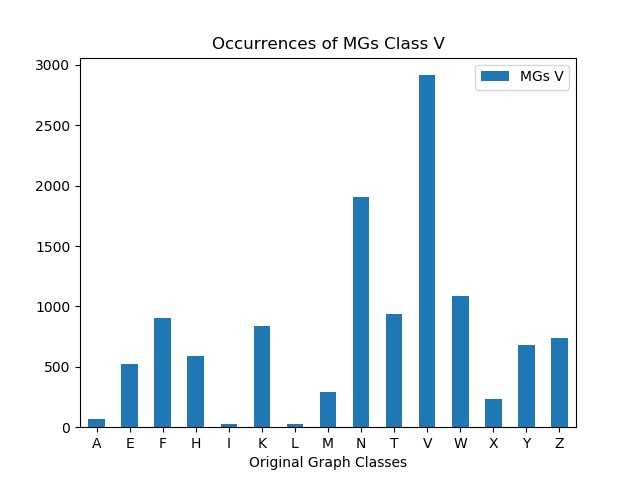 Occurrences of MGs Class V
MGs V
3000
2500
2000
1500
1000
500
0
A E F H I K L M N T V W X Y Z
Original Graph Classes